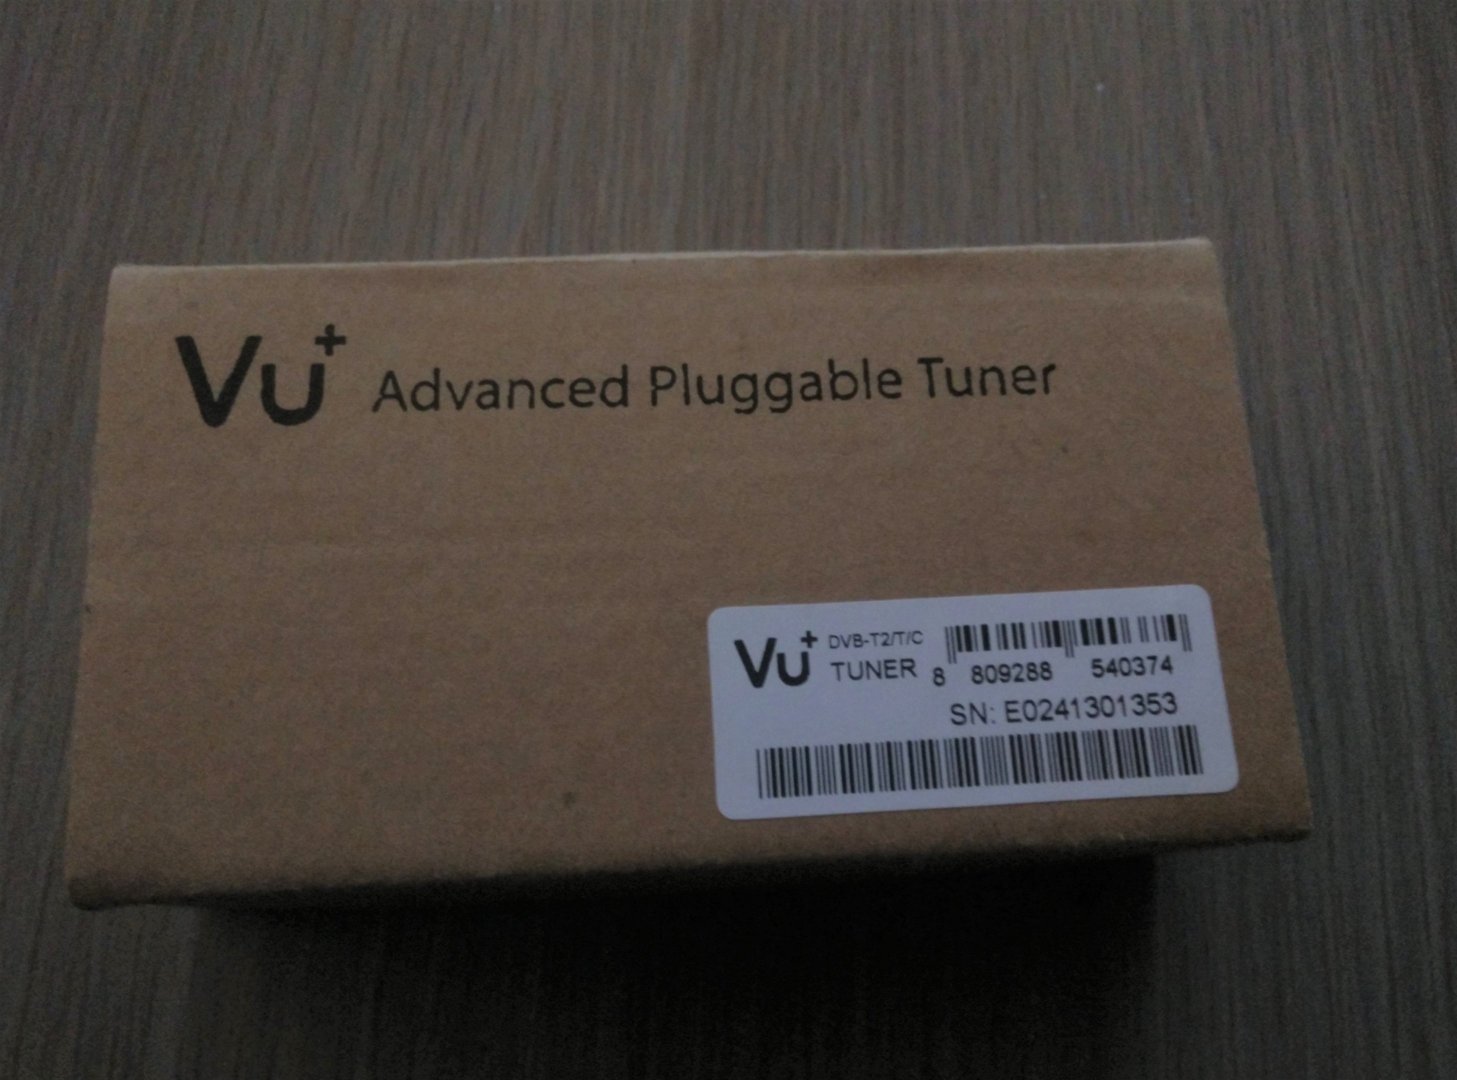 Vu+ Advanced Pluggable Tuner
Vu+ DVB-T2/T/C
TUNER 8 809288 540374
SN: E0241301353